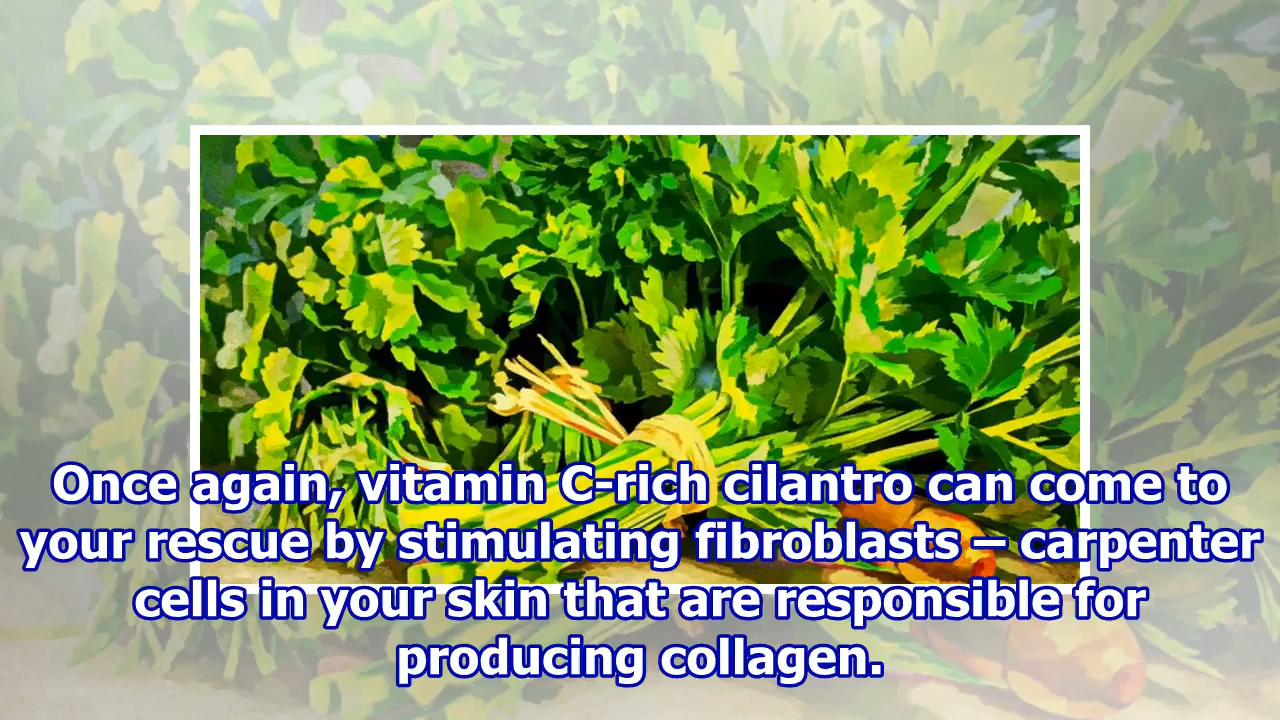 Once again, vitamin C-rich cilantro can come to
your rescue by stimulating fibroblasts – carpenter
cells in your skin that are responsible for
producing collagen.